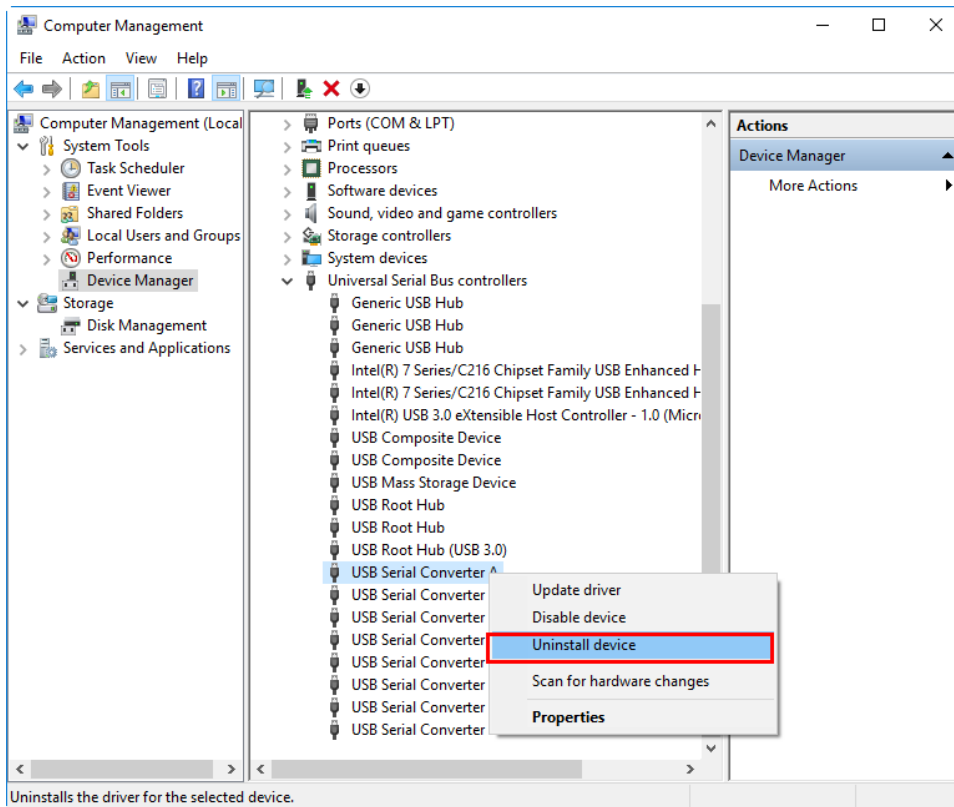 Computer Management
File Action View Help
Computer Management (Local
System Tools
Task Scheduler
Event Viewer
Shared Folders
Local Users and Groups
Performance
Device Manager
Storage
Disk Management
Services and Applications
Ports (COM & LPT)
Print queues
Processors
Software devices
Sound, video and game controllers
Storage controllers
System devices
Universal Serial Bus controllers
Generic USB Hub
Generic USB Hub
Generic USB Hub
Intel(R) 7 Series/C216 Chipset Family USB Enhanced H
Intel(R) 7 Series/C216 Chipset Family USB Enhanced H
Intel(R) USB 3.0 eXtensible Host Controller - 1.0 (Micr
USB Composite Device
USB Composite Device
USB Mass Storage Device
USB Root Hub
USB Root Hub
USB Root Hub (USB 3.0)
USB Serial Converter A
USB Serial Converter
USB Serial Converter
USB Serial Converter
USB Serial Converter
USB Serial Converter
USB Serial Converter
USB Serial Converter
Update driver
Disable device
Uninstall device
Scan for hardware changes
Properties
Actions
Device Manager
More Actions
Uninstalls the driver for the selected device.